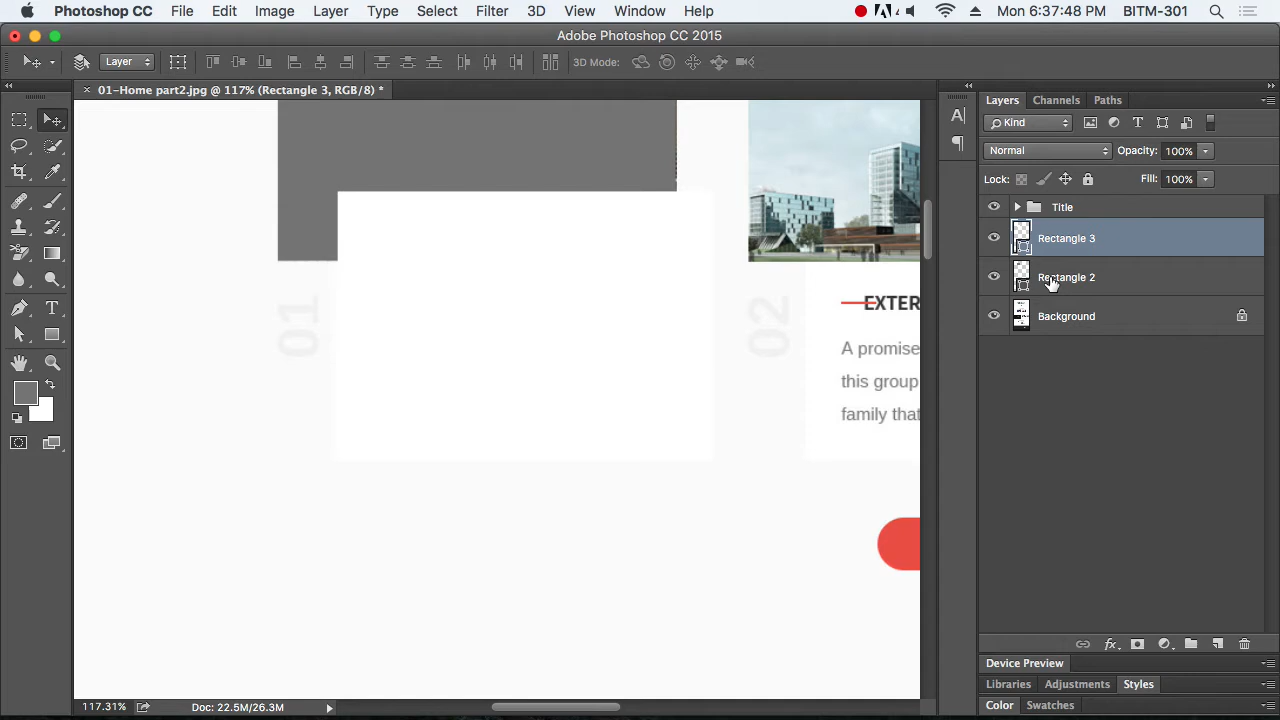 Photoshop CC File Edit Image Layer Type Select Filter 3D View Window Help Mon 6:37:48 PM BITM-301
Adobe Photoshop CC 2015
Layer 3D Mode:
× 01-Home part2.jpg @ 117% (Rectangle 3, RGB/8) *
Layers Channels Paths
Kind
Normal Opacity: 100%
Lock: Fill: 100%
Title
Rectangle 3
Rectangle 2
Background
01
02
EXTER
A promise
this group
family that
Device Preview
Libraries Adjustments Styles
Color Swatches
117.31% Doc: 22.5M/26.3M